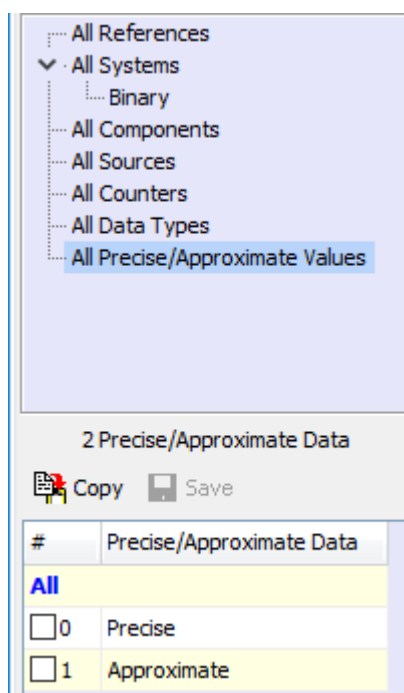 All References
All Systems
Binary
All Components
All Sources
All Counters
All Data Types
All Precise/Approximate Values
2 Precise/Approximate Data
Copy Save
# Precise/Approximate Data
All
0 Precise
1 Approximate